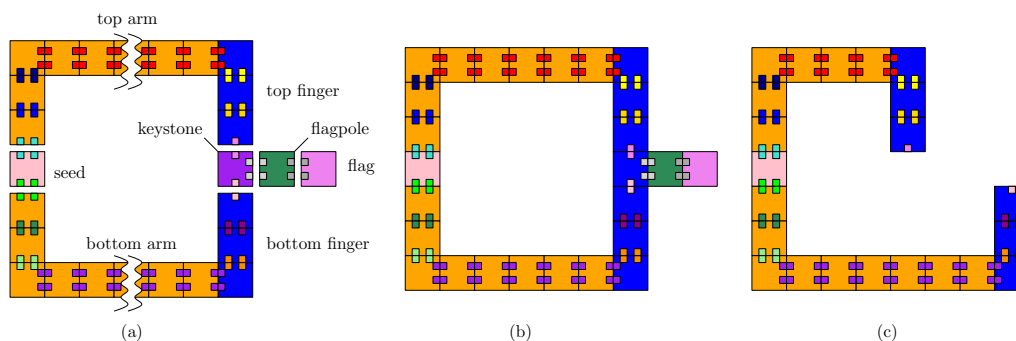 top arm
top finger
flagpole
keystone
seed
flag
bottom arm
bottom finger
(a)
(b)
(c)